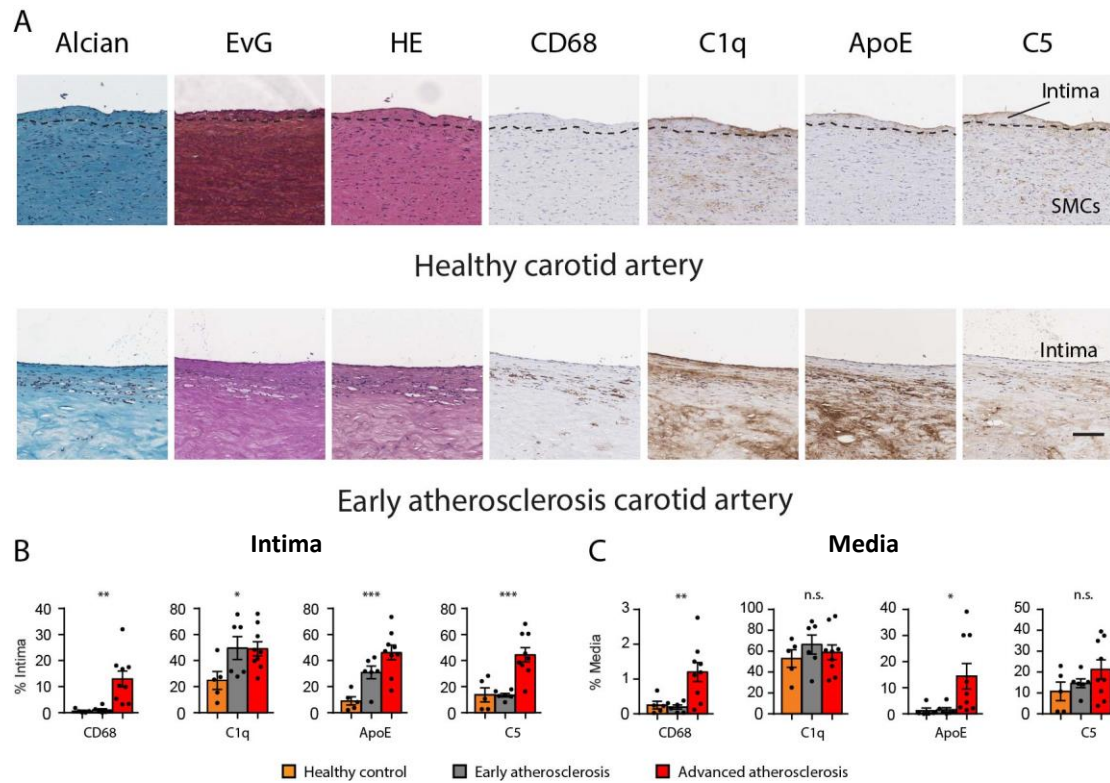 A
Alcian EvG HE CD68 C1q ApoE C5
Intima
SMCs
Healthy carotid artery
Intima
Early atherosclerosis carotid artery
B Intima
C Media
** * *** ***
** n.s. * n.s.
% Intima
40 30 20 10 0
80 60 40 20 0
80 60 40 20 0
80 60 40 20 0
CD68 C1q ApoE C5
% Media
3 2 1 0
100 80 60 40 20 0
40 30 20 10 0
50 40 30 20 10 0
CD68 C1q ApoE C5
Healthy control Early atherosclerosis Advanced atherosclerosis